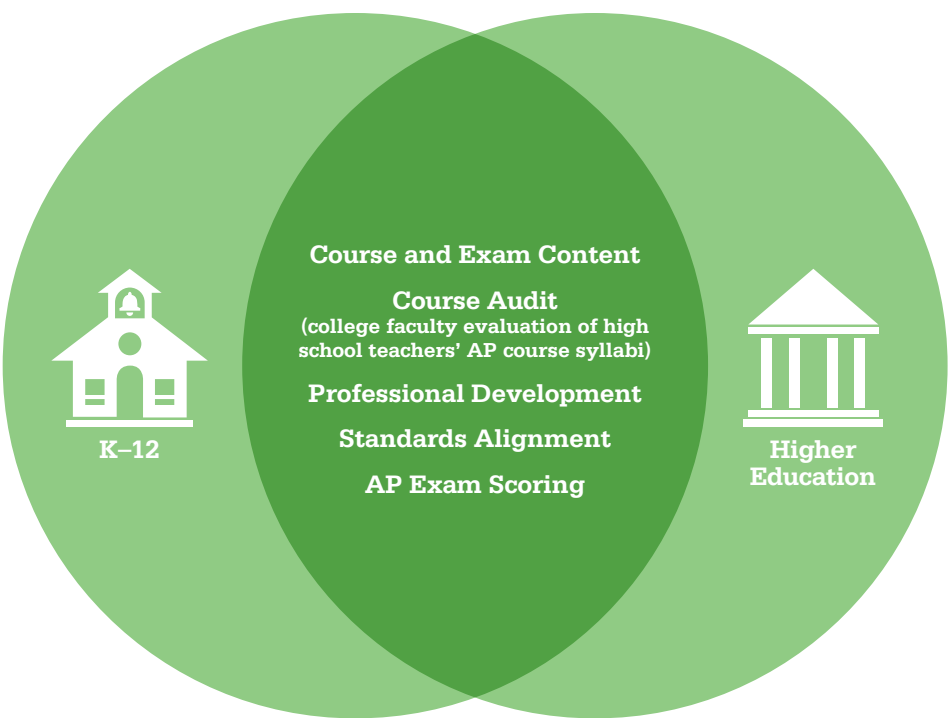 Course and Exam Content
Course Audit
(college faculty evaluation of high
school teachers’ AP course syllabi)
Professional Development
Standards Alignment
AP Exam Scoring
K–12
Higher
Education